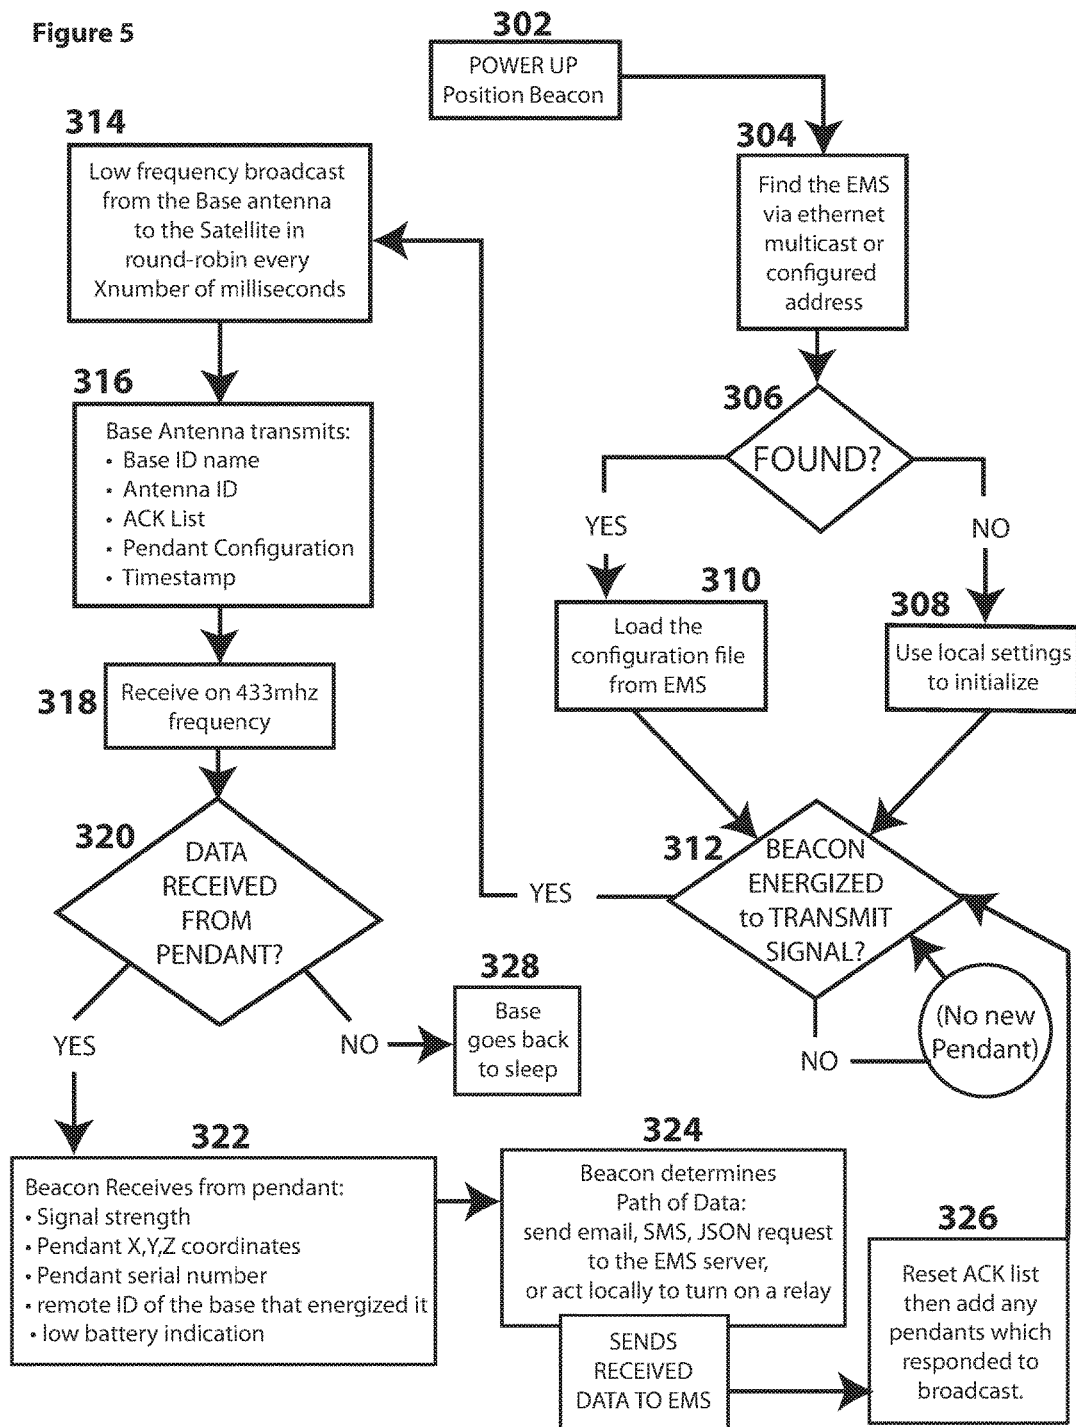 Figure 5
302
POWER UP
Position Beacon
304
Find the EMS
via ethernet
multicast or
configured
address
306
FOUND?
YES
NO
310
Load the
configuration file
from EMS
308
Use local settings
to initialize
312
BEACON
ENERGIZED
to TRANSMIT
SIGNAL?
YES
NO
(No new
Pendant)
314
Low frequency broadcast
from the Base antenna
to the Satellite in
round-robin every
Xnumber of milliseconds
316
Base Antenna transmits:
• Base ID name
• Antenna ID
• ACK List
• Pendant Configuration
• Timestamp
318
Receive on 433mhz
frequency
320
DATA
RECEIVED
FROM
PENDANT?
YES
NO
328
Base
goes back
to sleep
322
Beacon Receives from pendant:
• Signal strength
• Pendant X,Y,Z coordinates
• Pendant serial number
• remote ID of the base that energized it
• low battery indication
324
Beacon determines
Path of Data:
send email, SMS, JSON request
to the EMS server,
or act locally to turn on a relay
SENDS
RECEIVED
DATA TO EMS
326
Reset ACK list
then add any
pendants which
responded to
broadcast.